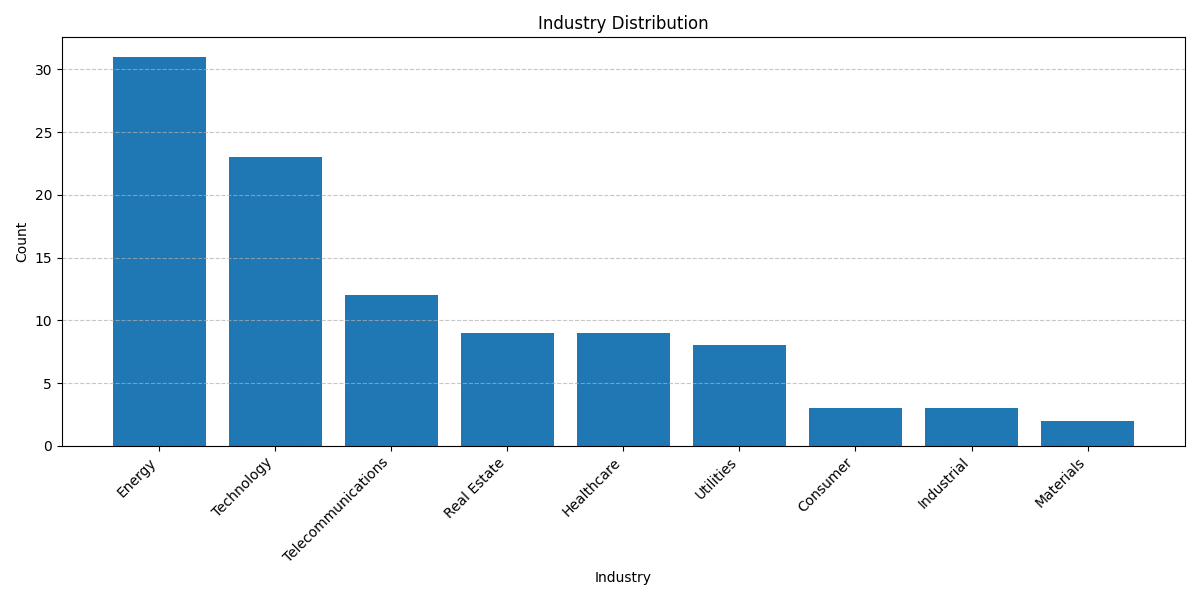 Industry Distribution
30
25
20
15
10
5
0
Count
Energy
Technology
Telecommunications
Real Estate
Healthcare
Utilities
Consumer
Industrial
Materials
Industry